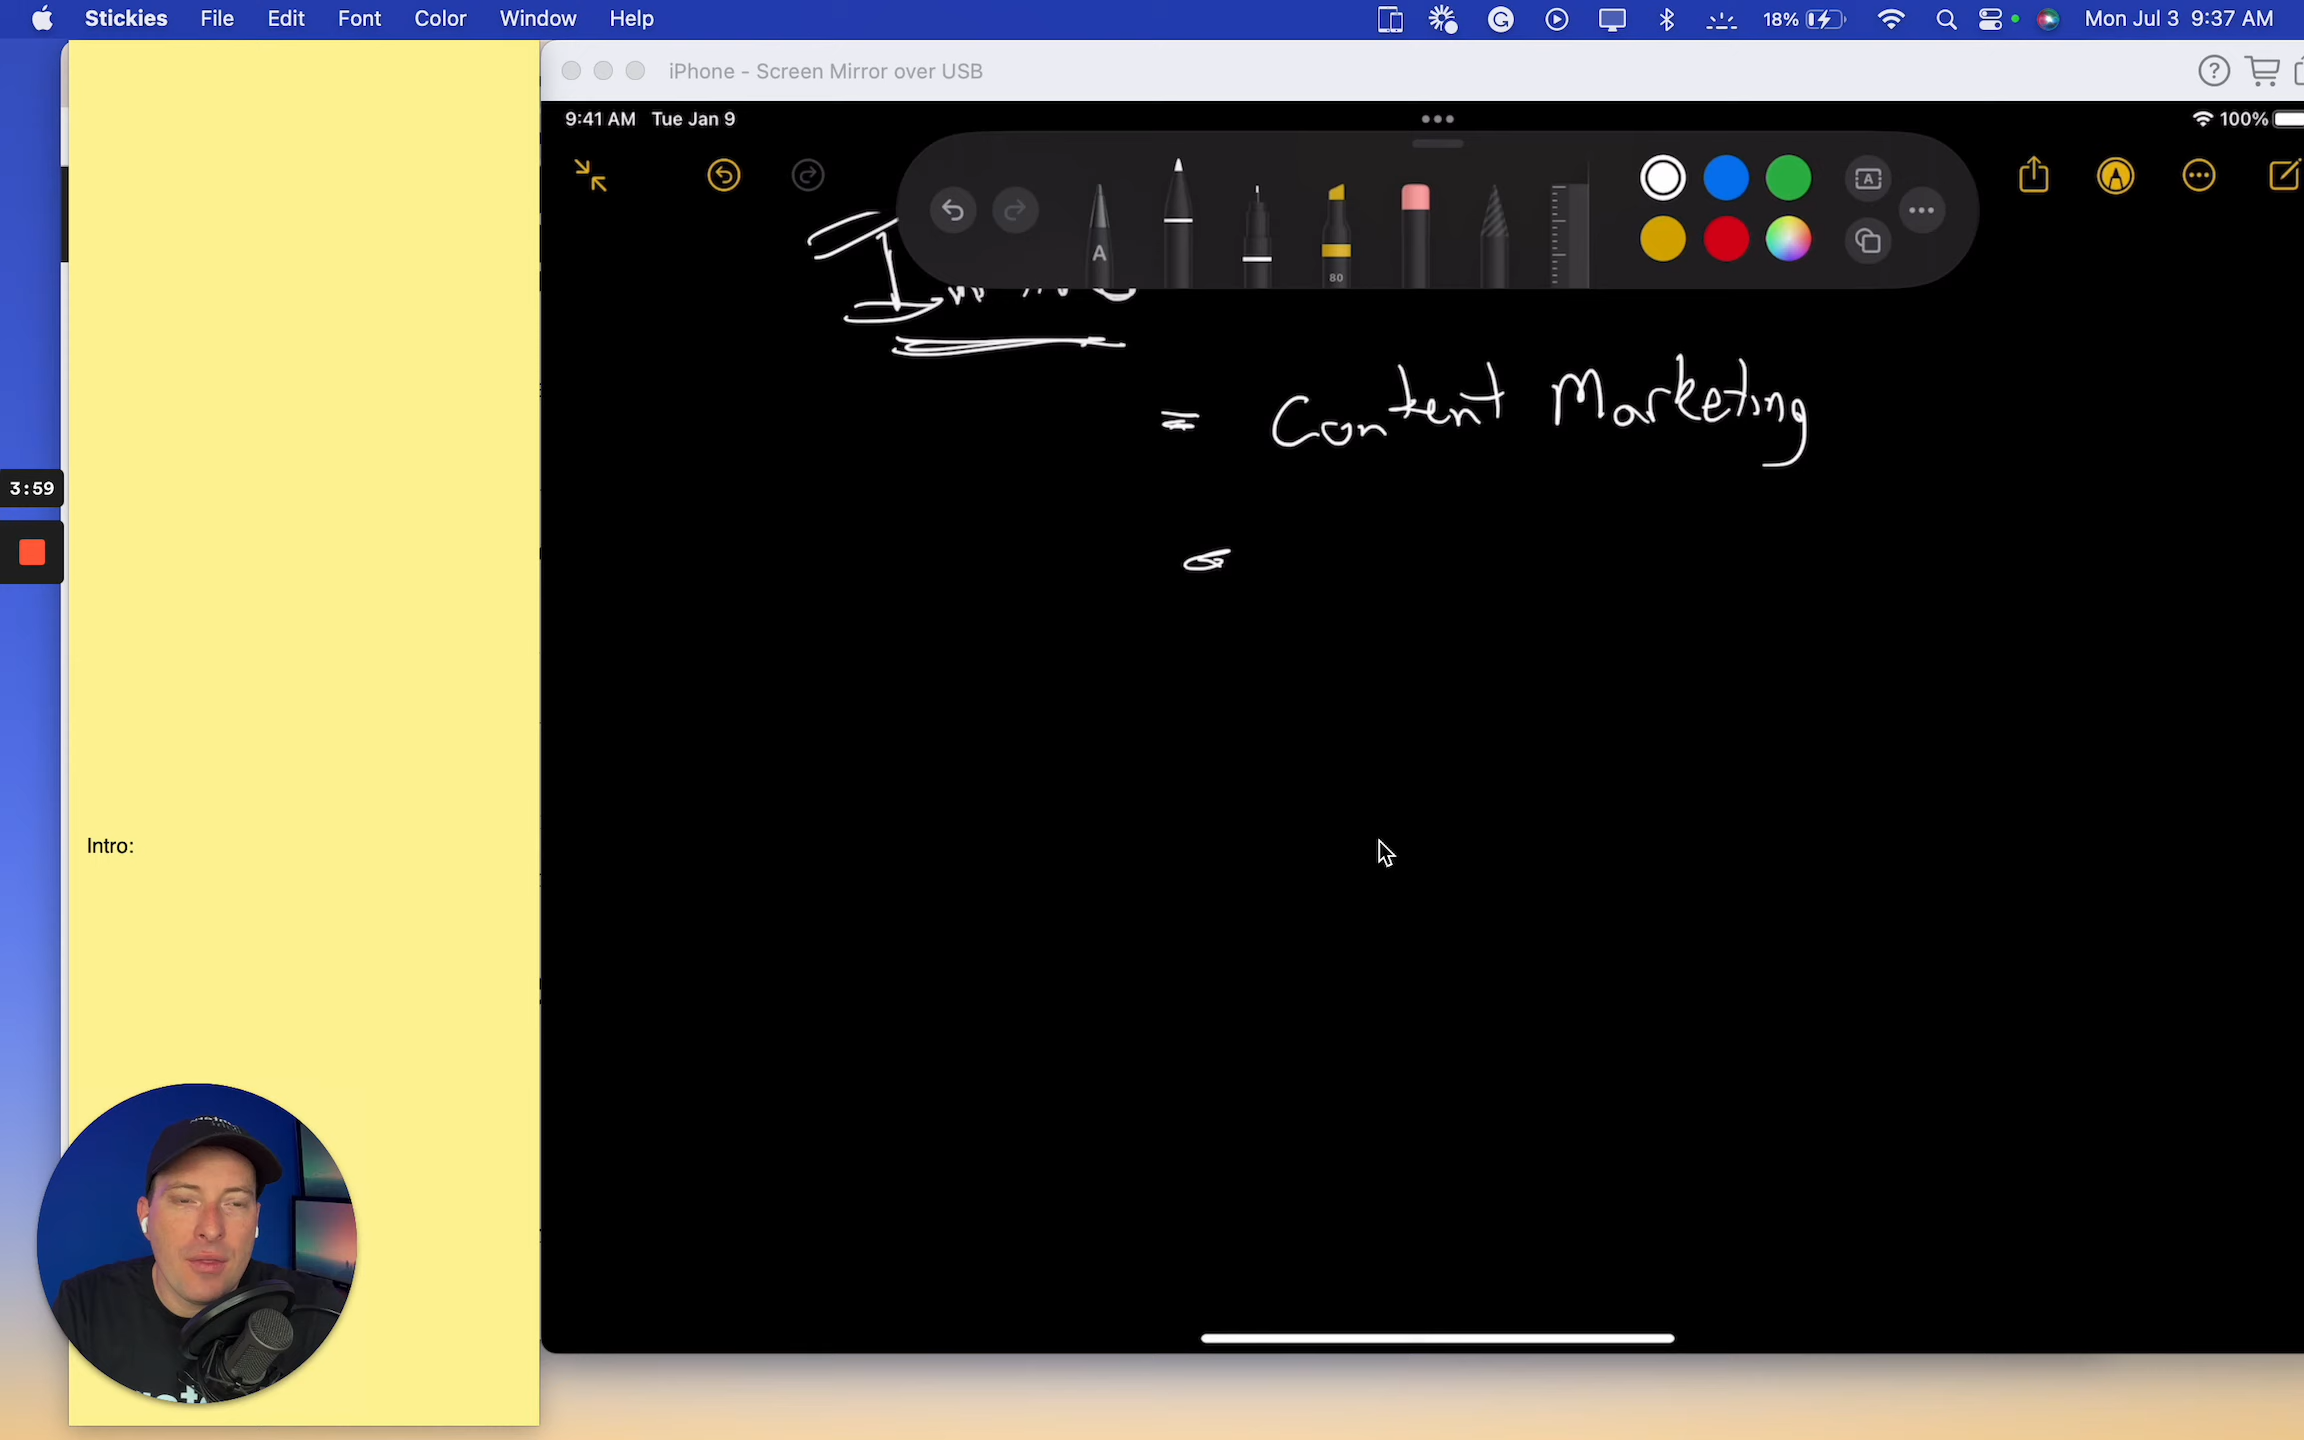 Stickies File Edit Font Color Window Help 18% Mon Jul 3 9:37 AM
iPhone - Screen Mirror over USB
9:41 AM Tue Jan 9 100%
A
A
80
= Content Marketing
3:59
Intro: